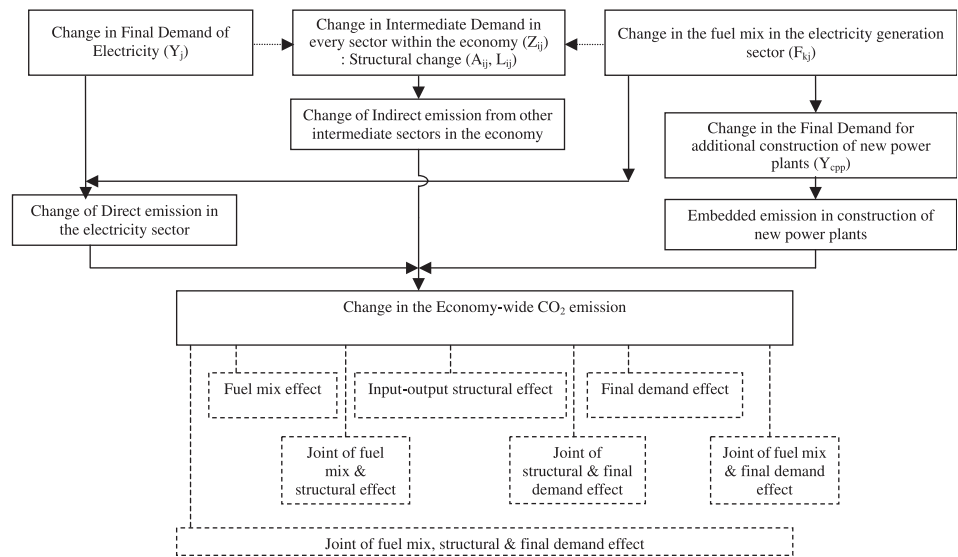 Change in Final Demand of
Electricity (Yj)
Change in Intermediate Demand in
every sector within the economy (Zij)
: Structural change (Aij, Lij)
Change in the fuel mix in the electricity generation
sector (Fkj)
Change of Indirect emission from other
intermediate sectors in the economy
Change in the Final Demand for
additional construction of new power
plants (Ycpp)
Change of Direct emission in
the electricity sector
Embedded emission in construction of
new power plants
Change in the Economy-wide CO2 emission
Fuel mix effect
Input-output structural effect
Final demand effect
Joint of fuel
mix &
structural effect
Joint of
structural & final
demand effect
Joint of fuel mix
& final demand
effect
Joint of fuel mix, structural & final demand effect